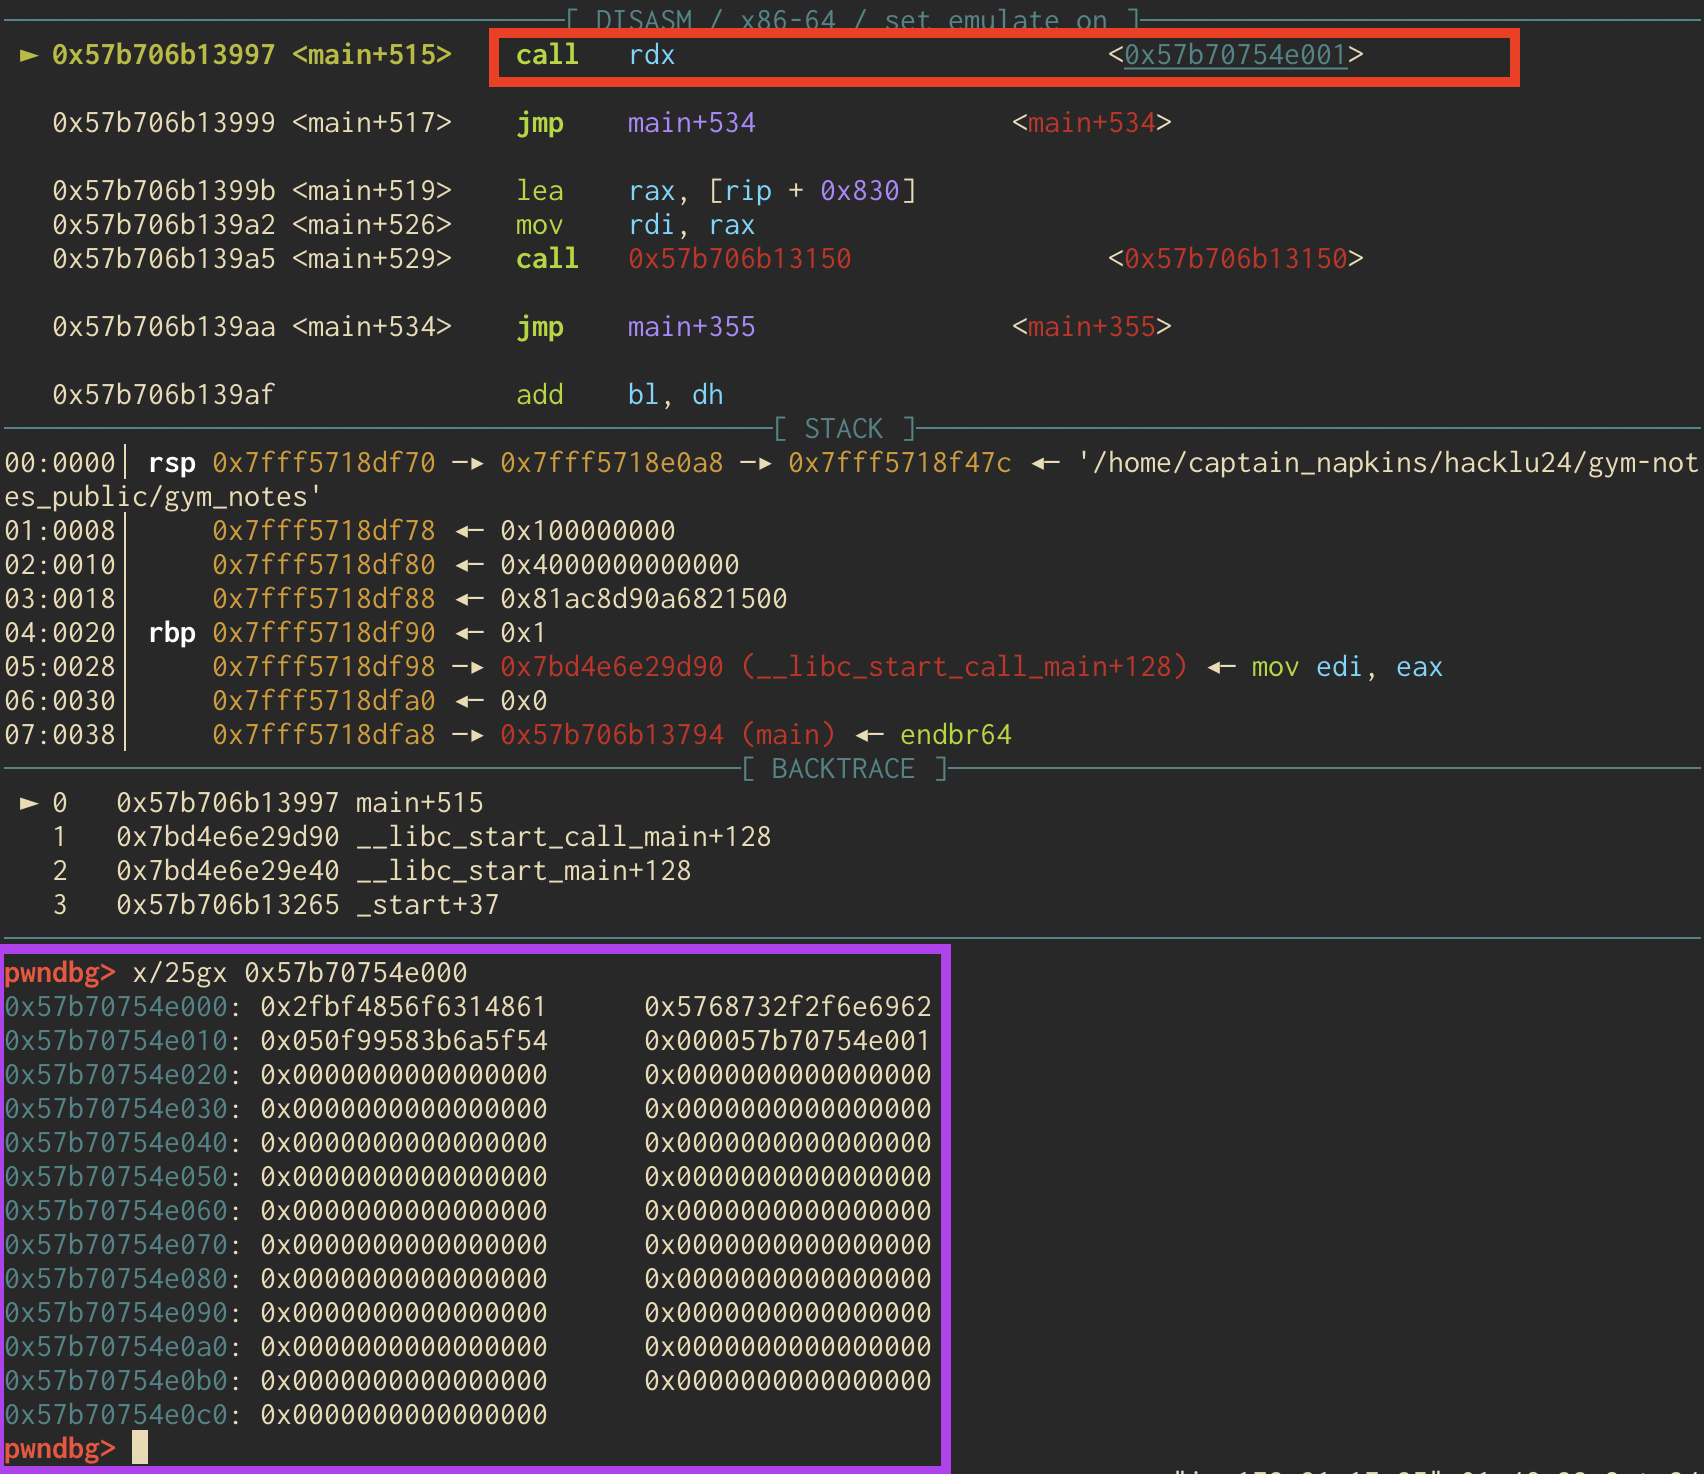 [ DISASM / x86-64 / set emulate on ]
► 0x57b706b13997 <main+515> call rdx <0x57b70754e001>
0x57b706b13999 <main+517> jmp main+534 <main+534>
0x57b706b1399b <main+519> lea rax, [rip + 0x830]
0x57b706b139a2 <main+526> mov rdi, rax
0x57b706b139a5 <main+529> call 0x57b706b13150 <0x57b706b13150>
0x57b706b139aa <main+534> jmp main+355 <main+355>
0x57b706b139af add bl, dh
[ STACK ]
00:0000│ rsp 0x7fff5718df70 —▸ 0x7fff5718e0a8 —▸ 0x7fff5718f47c ◂— '/home/captain_napkins/hacklu24/gym-not
es_public/gym_notes'
01:0008│ 0x7fff5718df78 ◂— 0x100000000
02:0010│ 0x7fff5718df80 ◂— 0x4000000000000
03:0018│ 0x7fff5718df88 ◂— 0x81ac8d90a6821500
04:0020│ rbp 0x7fff5718df90 ◂— 0x1
05:0028│ 0x7fff5718df98 —▸ 0x7bd4e6e29d90 (__libc_start_call_main+128) ◂— mov edi, eax
06:0030│ 0x7fff5718dfa0 ◂— 0x0
07:0038│ 0x7fff5718dfa8 —▸ 0x57b706b13794 (main) ◂— endbr64
[ BACKTRACE ]
► 0 0x57b706b13997 main+515
1 0x7bd4e6e29d90 __libc_start_call_main+128
2 0x7bd4e6e29e40 __libc_start_main+128
3 0x57b706b13265 _start+37
pwndbg> x/25gx 0x57b70754e000
0x57b70754e000: 0x2fbf4856f6314861 0x5768732f2f6e6962
0x57b70754e010: 0x050f99583b6a5f54 0x000057b70754e001
0x57b70754e020: 0x0000000000000000 0x0000000000000000
0x57b70754e030: 0x0000000000000000 0x0000000000000000
0x57b70754e040: 0x0000000000000000 0x0000000000000000
0x57b70754e050: 0x0000000000000000 0x0000000000000000
0x57b70754e060: 0x0000000000000000 0x0000000000000000
0x57b70754e070: 0x0000000000000000 0x0000000000000000
0x57b70754e080: 0x0000000000000000 0x0000000000000000
0x57b70754e090: 0x0000000000000000 0x0000000000000000
0x57b70754e0a0: 0x0000000000000000 0x0000000000000000
0x57b70754e0b0: 0x0000000000000000 0x0000000000000000
0x57b70754e0c0: 0x0000000000000000
pwndbg>